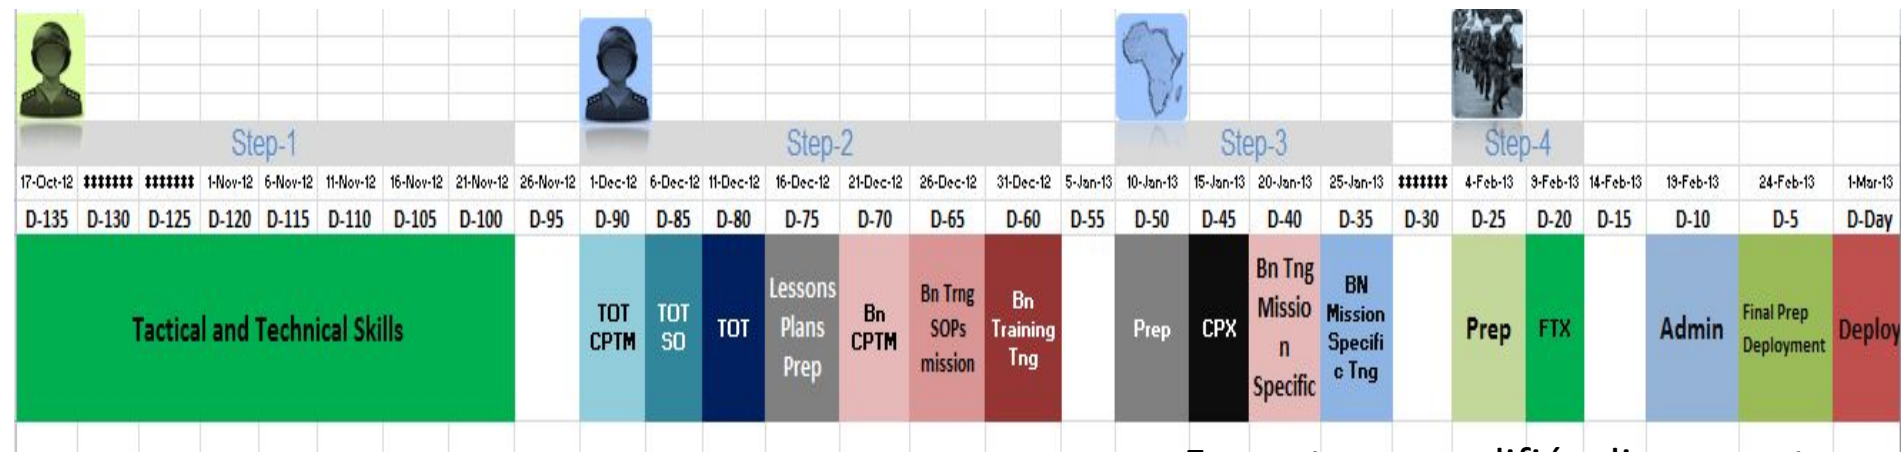 Step-1 Step-2 Step-3 Step-4
17-Oct-12 ####### ####### 1-Nov-12 6-Nov-12 11-Nov-12 16-Nov-12 21-Nov-12 26-Nov-12 1-Dec-12 6-Dec-12 11-Dec-12 16-Dec-12 21-Dec-12 26-Dec-12 31-Dec-12 5-Jan-13 10-Jan-13 15-Jan-13 20-Jan-13 25-Jan-13 ####### 4-Feb-13 9-Feb-13 14-Feb-13 19-Feb-13 24-Feb-13 1-Mar-13
D-135 D-130 D-125 D-120 D-115 D-110 D-105 D-100 D-95 D-90 D-85 D-80 D-75 D-70 D-65 D-60 D-55 D-50 D-45 D-40 D-35 D-30 D-25 D-20 D-15 D-10 D-5 D-Day
Tactical and Technical Skills
TOT
CPTM
TOT
SO
TOT
Lessons
Plans
Prep
Bn
CPTM
Bn Trng
SOPs
mission
Bn
Training
Tng
Prep
CPX
Bn Tng
Missio
n
Specific
BN
Mission
Specifi
c Tng
Prep
FTX
Admin
Final Prep
Deployment
Deploy